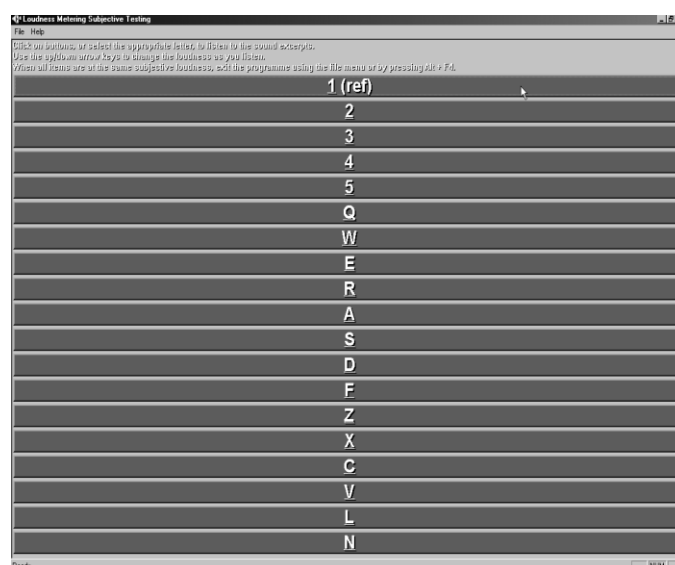 Loudness Metering Subjective Testing
File Help
Click on buttons, or select the appropriate letter, to listen to the sound excerpts.
Use the up/down arrow keys to change the loudness as you listen.
When all items are at the same subjective loudness, exit the programme using the file menu or by pressing Alt + F4.
1 (ref)
2
3
4
5
Q
W
E
R
A
S
D
F
Z
X
C
V
L
N